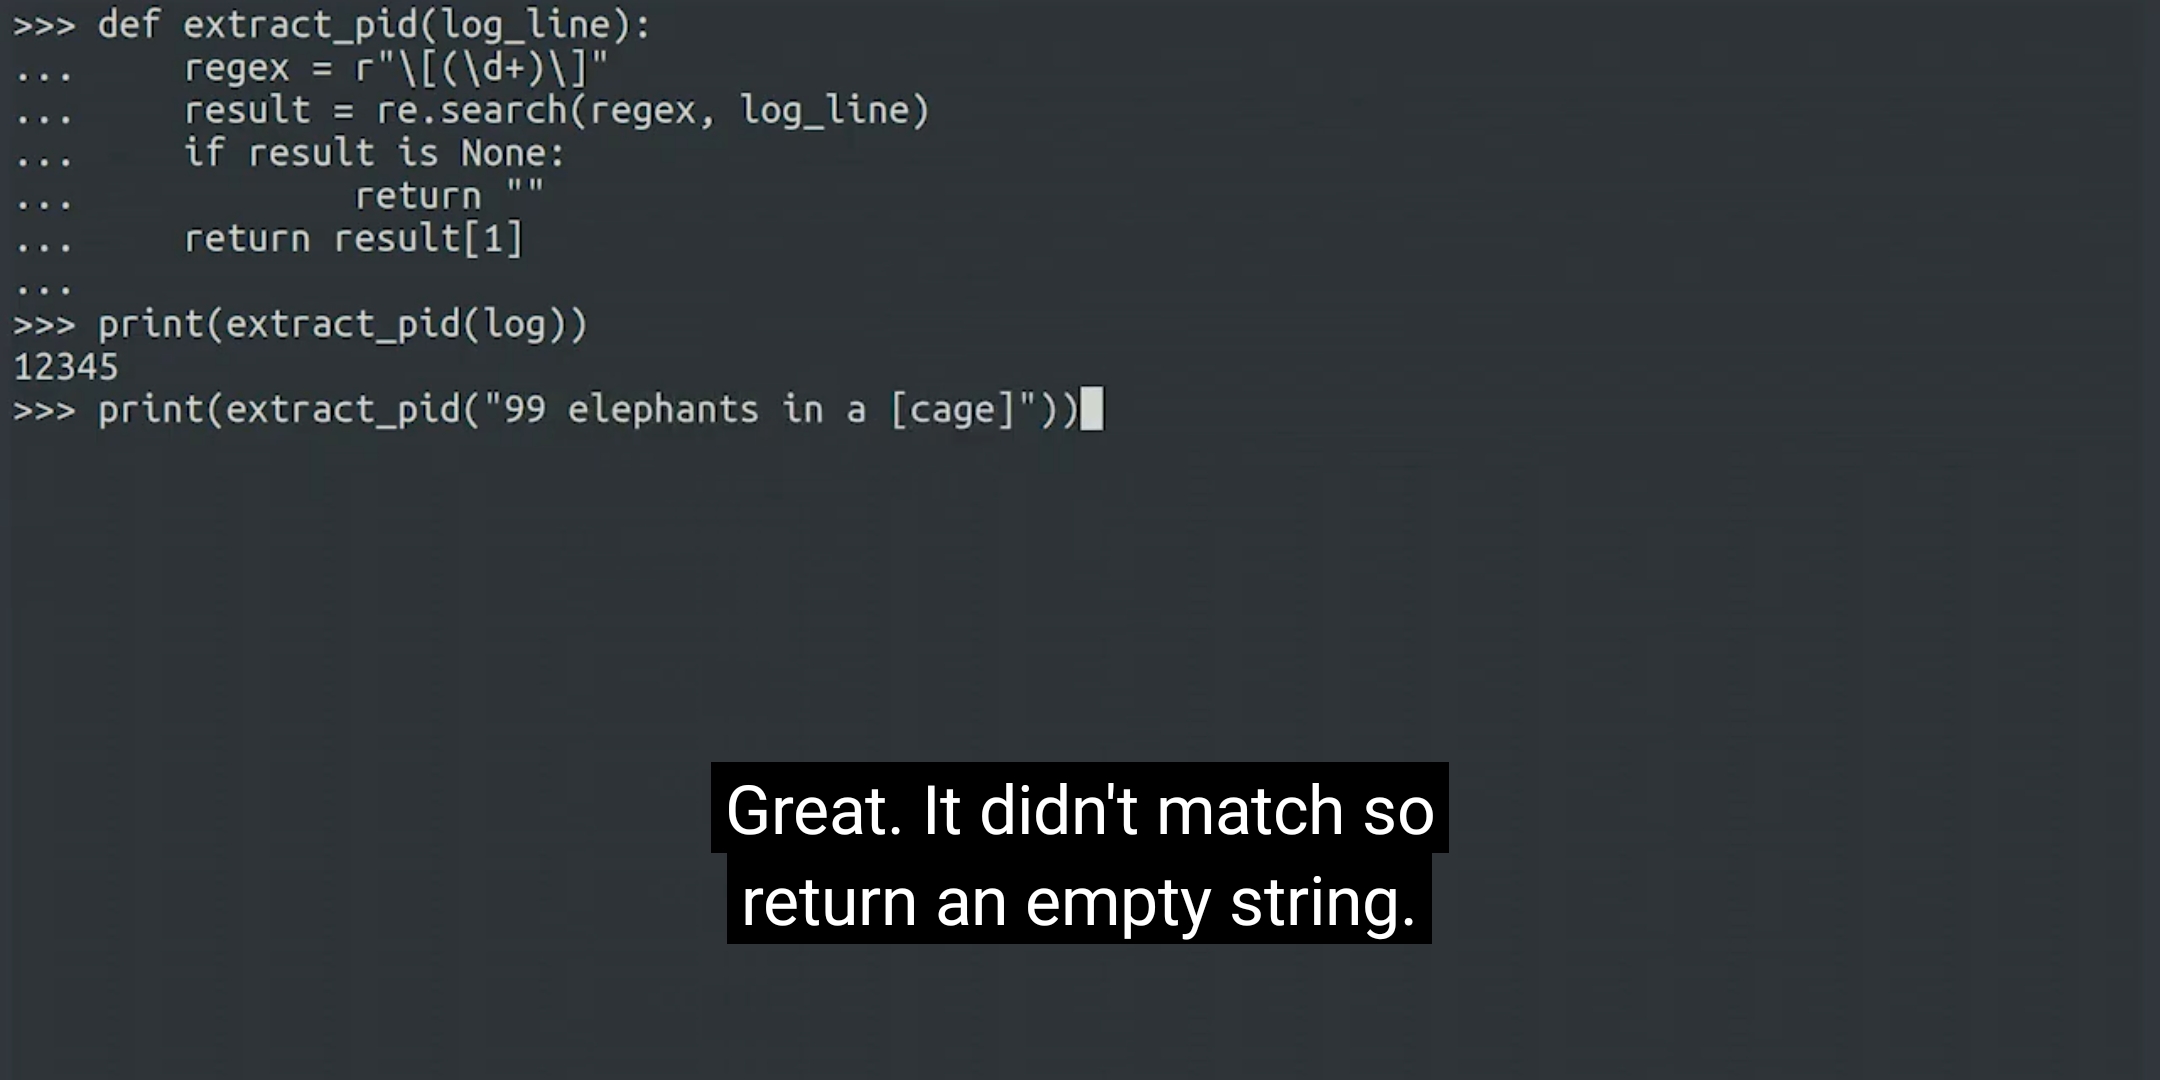 >>> def extract_pid(log_line):
...     regex = r"\[(\d+)\]"
...     result = re.search(regex, log_line)
...     if result is None:
...             return ""
...     return result[1]
...
>>> print(extract_pid(log))
12345
>>> print(extract_pid("99 elephants in a [cage]"))
Great. It didn't match so
return an empty string.